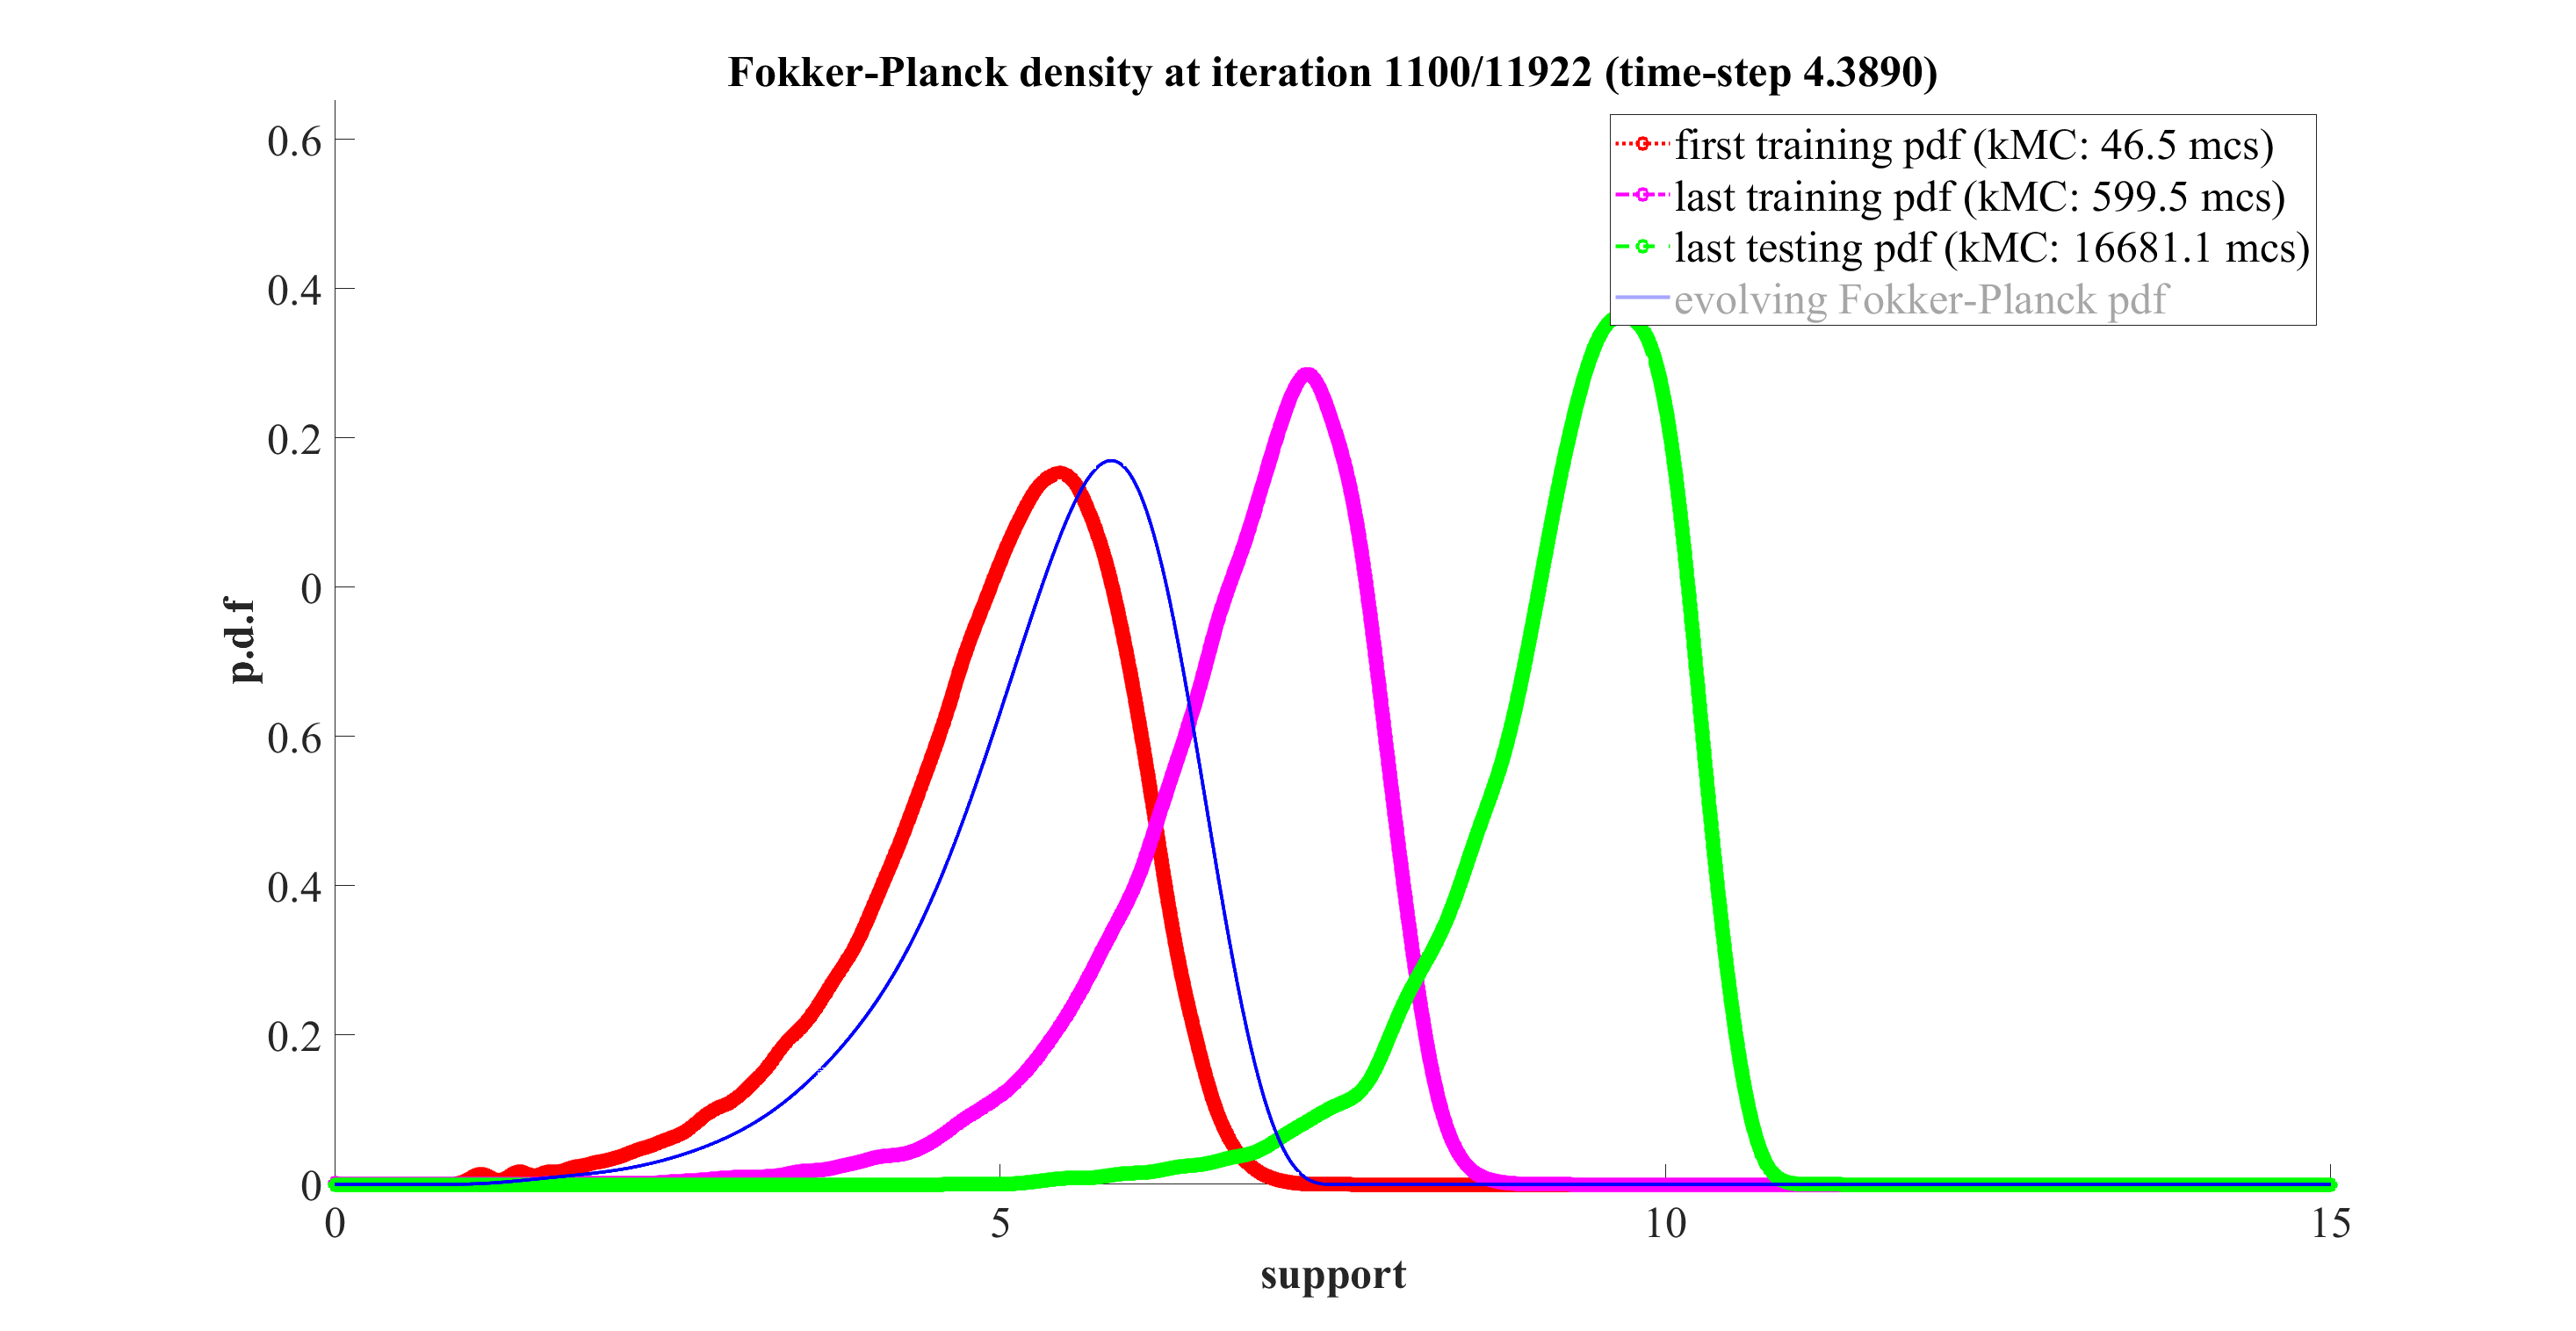 Fokker-Planck density at iteration 1100/11922 (time-step 4.3890)
first training pdf (kMC: 46.5 mcs)
last training pdf (kMC: 599.5 mcs)
last testing pdf (kMC: 16681.1 mcs)
evolving Fokker-Planck pdf
p.d.f
0.6
0.4
0.2
0
0.6
0.4
0.2
0
0
5
10
15
support